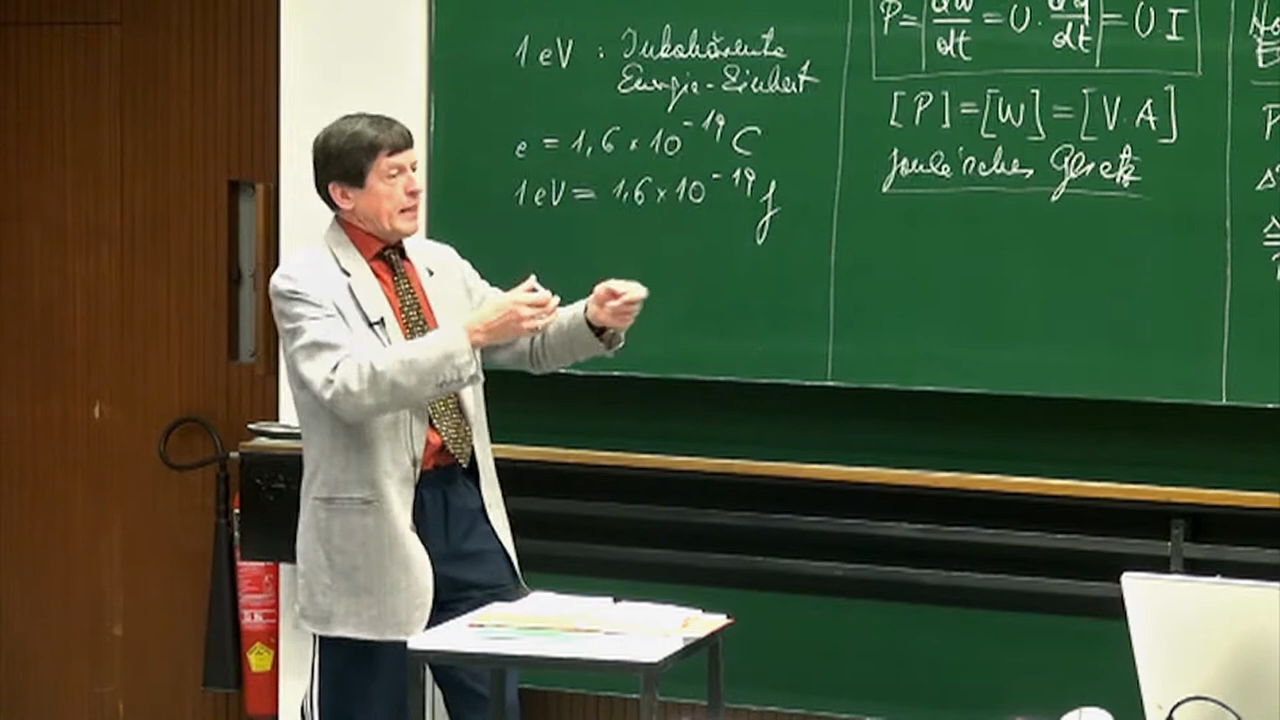 1 eV : Inkohärente
Energie-Einheit
e = 1,6 × 10⁻¹⁹ C
1 eV = 1,6 × 10⁻¹⁹ J
P = dW/dt = U · dq/dt = U I
[P] = [W] = [V·A]
Joule'sches Gesetz